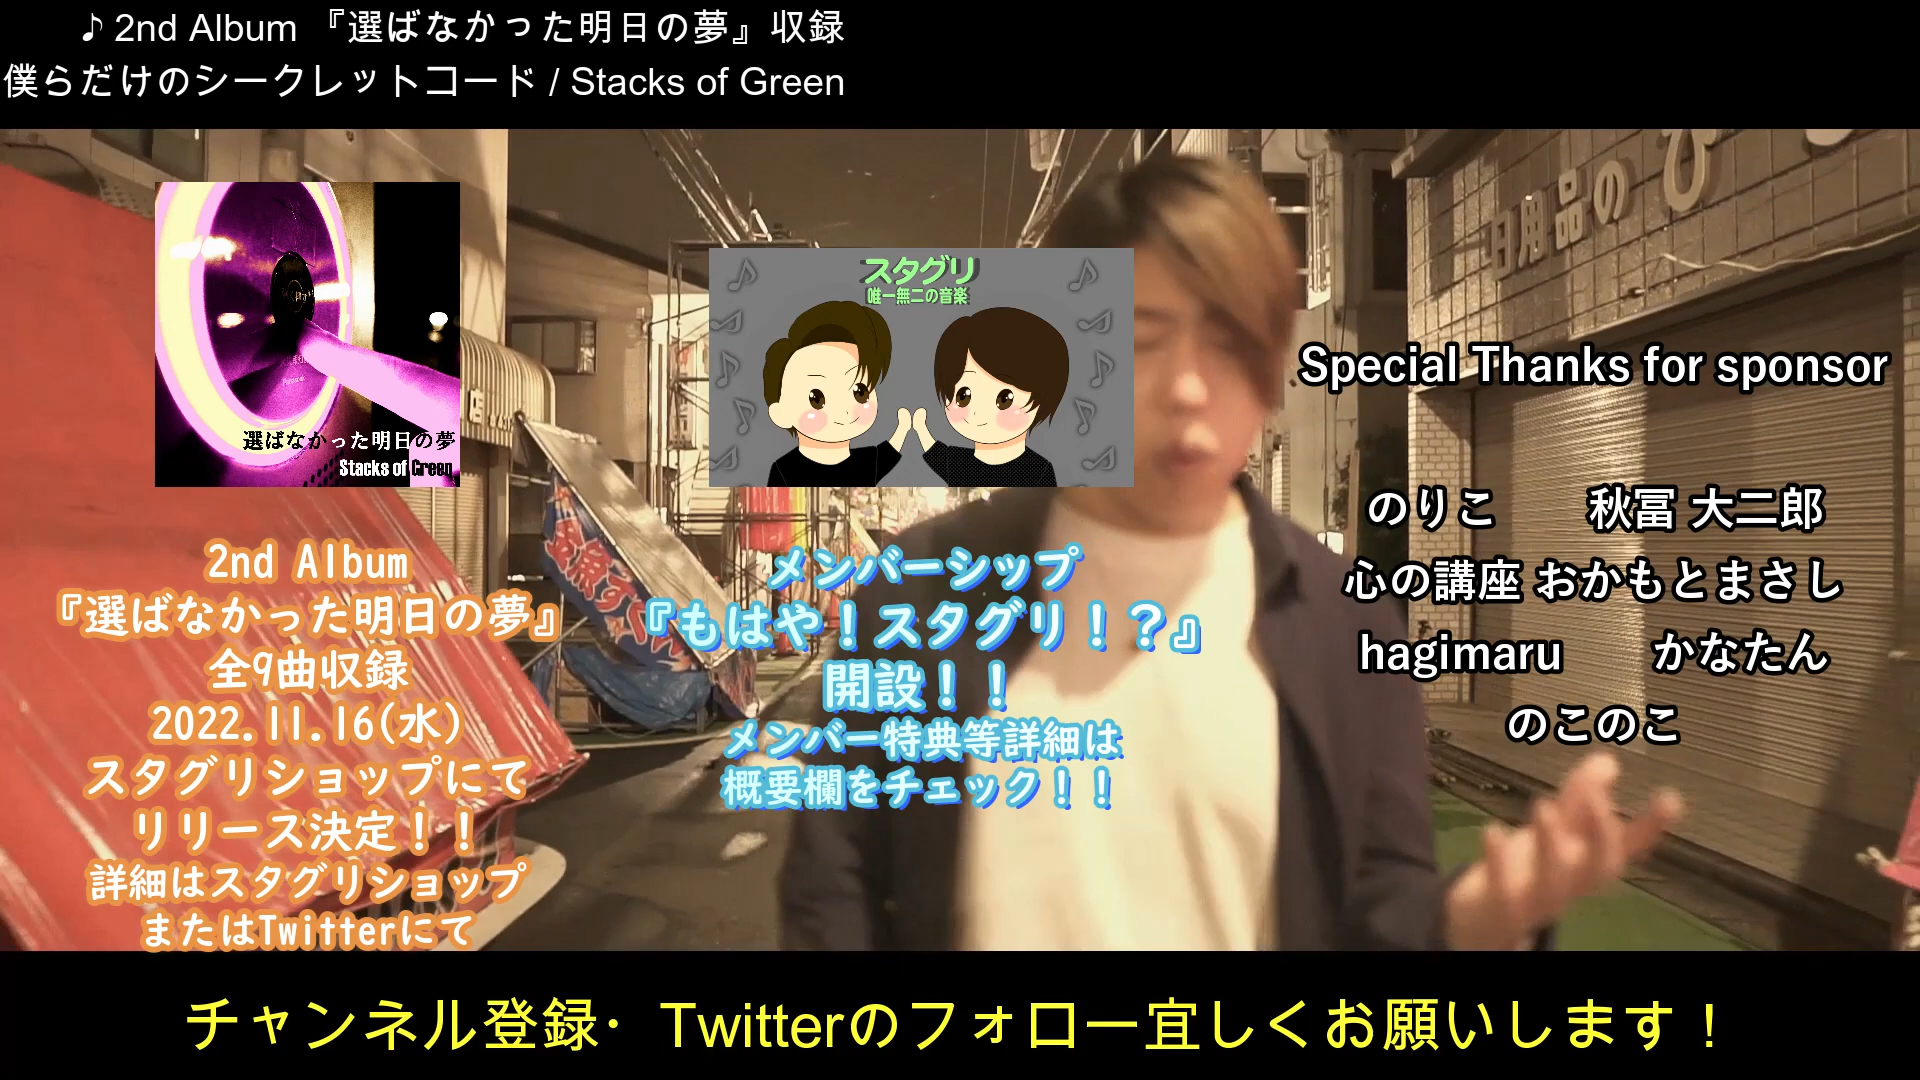 ♪2nd Album 『選ばなかった明日の夢』収録
僕らだけのシークレットコード / Stacks of Green
選ばなかった明日の夢
Stacks of Green
2nd Album
『選ばなかった明日の夢』
全9曲収録
2022.11.16(水)
スタグリショップにて
リリース決定！！
詳細はスタグリショップ
またはTwitterにて
スタグリ
唯一無二の音楽
メンバーシップ
『もはや！スタグリ！？』
開設！！
メンバー特典等詳細は
概要欄をチェック！！
日用品のひ
Special Thanks for sponsor
のりこ 秋冨 大二郎
心の講座 おかもとまさし
hagimaru かなたん
のこのこ
チャンネル登録・Twitterのフォロー宜しくお願いします！